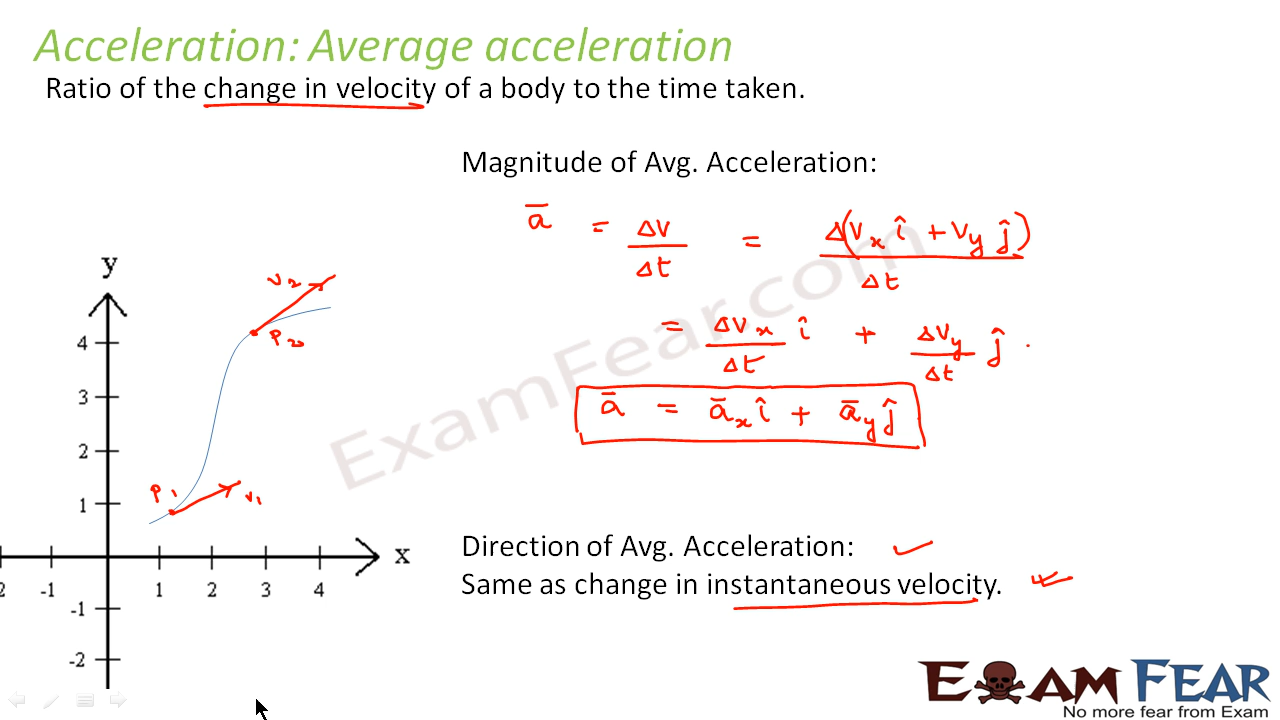 Acceleration: Average acceleration
Ratio of the change in velocity of a body to the time taken.
Magnitude of Avg. Acceleration:
a̅ = Δv/Δt = Δ(vₓ î + v_y ĵ)/Δt
= Δvₓ/Δt î + Δv_y/Δt ĵ .
a̅ = a̅ₓ î + a̅_y ĵ
y
4
3
2
1
2 -1 1 2 3 4 x
-1
-2
v₂
P₂
P₁
v₁
Direction of Avg. Acceleration:
Same as change in instantaneous velocity.
ExamFear.com
EXAM FEAR
No more fear from Exam